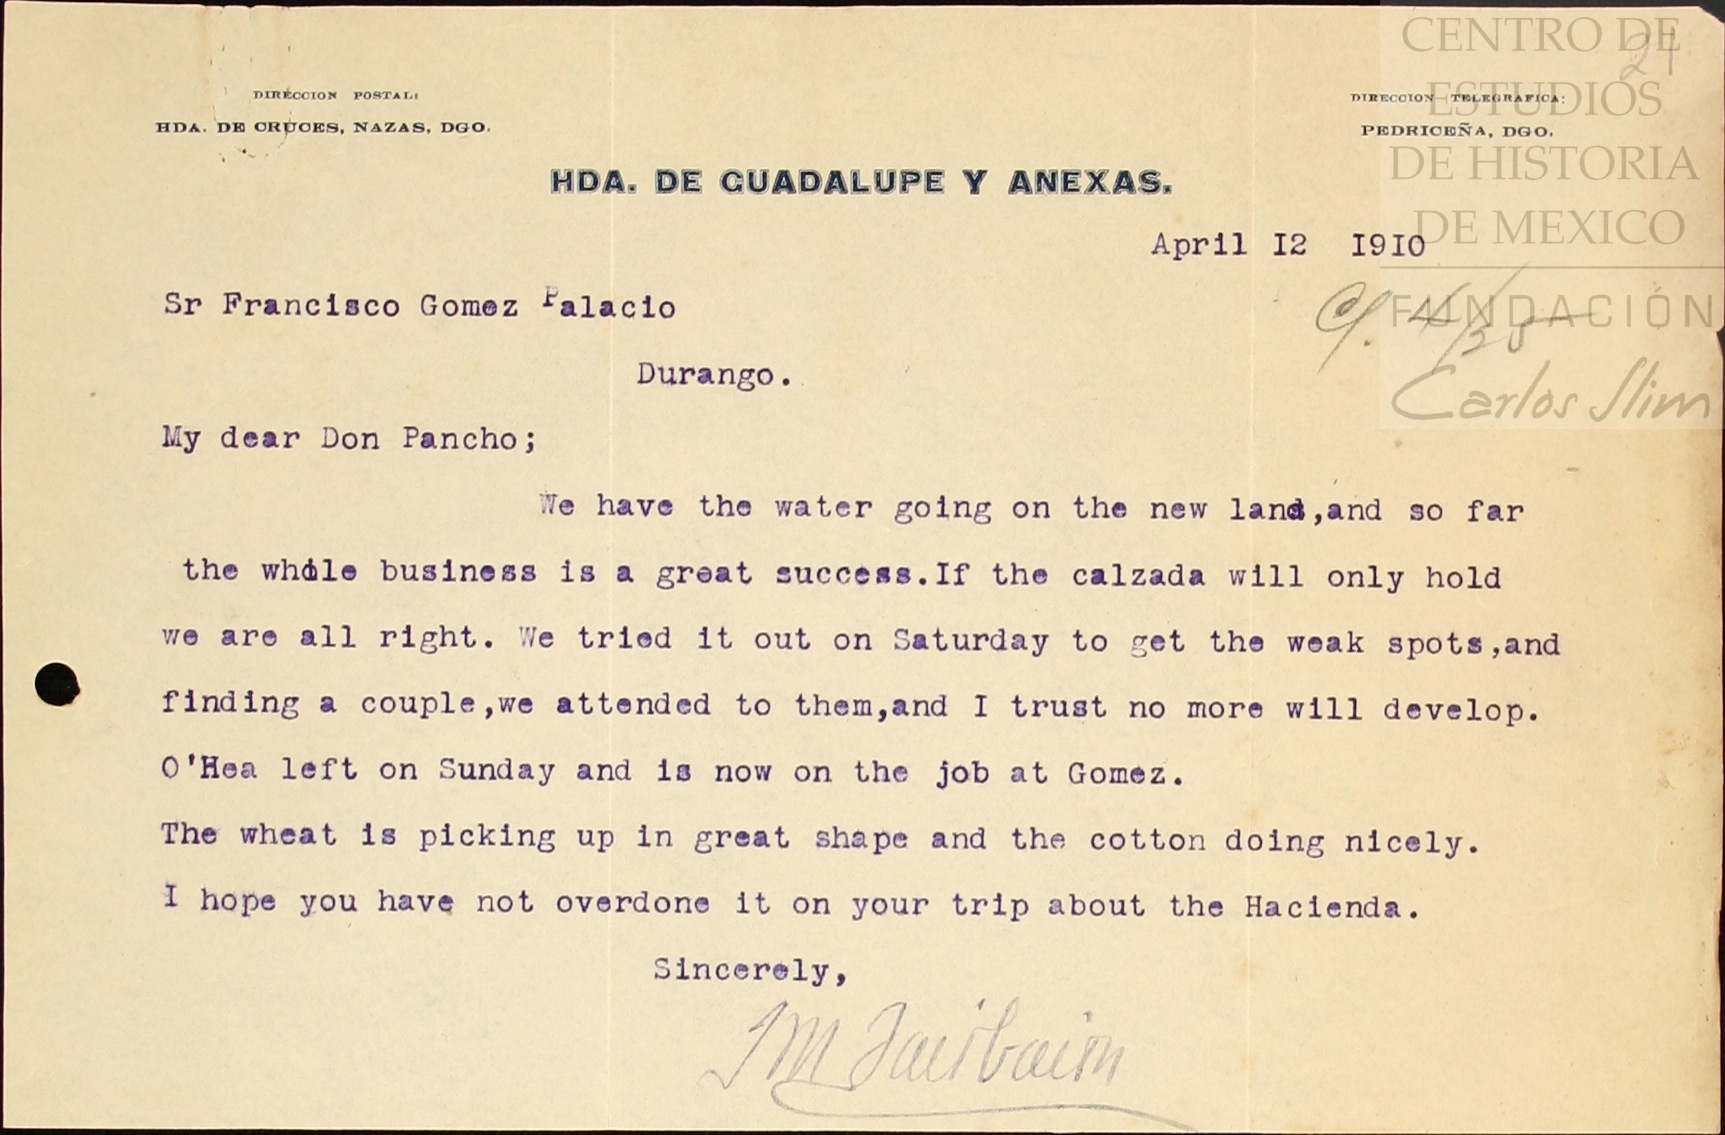 DIRECCION POSTAL:
HDA. DE CRUCES, NAZAS, DGO.
DIRECCION TELEGRAFICA:
PEDRICEÑA, DGO.
HDA. DE GUADALUPE Y ANEXAS.
CENTRO DE
ESTUDIOS
DE HISTORIA
DE MEXICO
FUNDACIÓN
Carlos Slim
April I2 I9I0
Sr Francisco Gomez Palacio
Durango.
My dear Don Pancho;
We have the water going on the new land,and so far
the whole business is a great success.If the calzada will only hold
we are all right. We tried it out on Saturday to get the weak spots,and
finding a couple,we attended to them,and I trust no more will develop.
O'Hea left on Sunday and is now on the job at Gomez.
The wheat is picking up in great shape and the cotton doing nicely.
I hope you have not overdone it on your trip about the Hacienda.
Sincerely,
Fairbairn